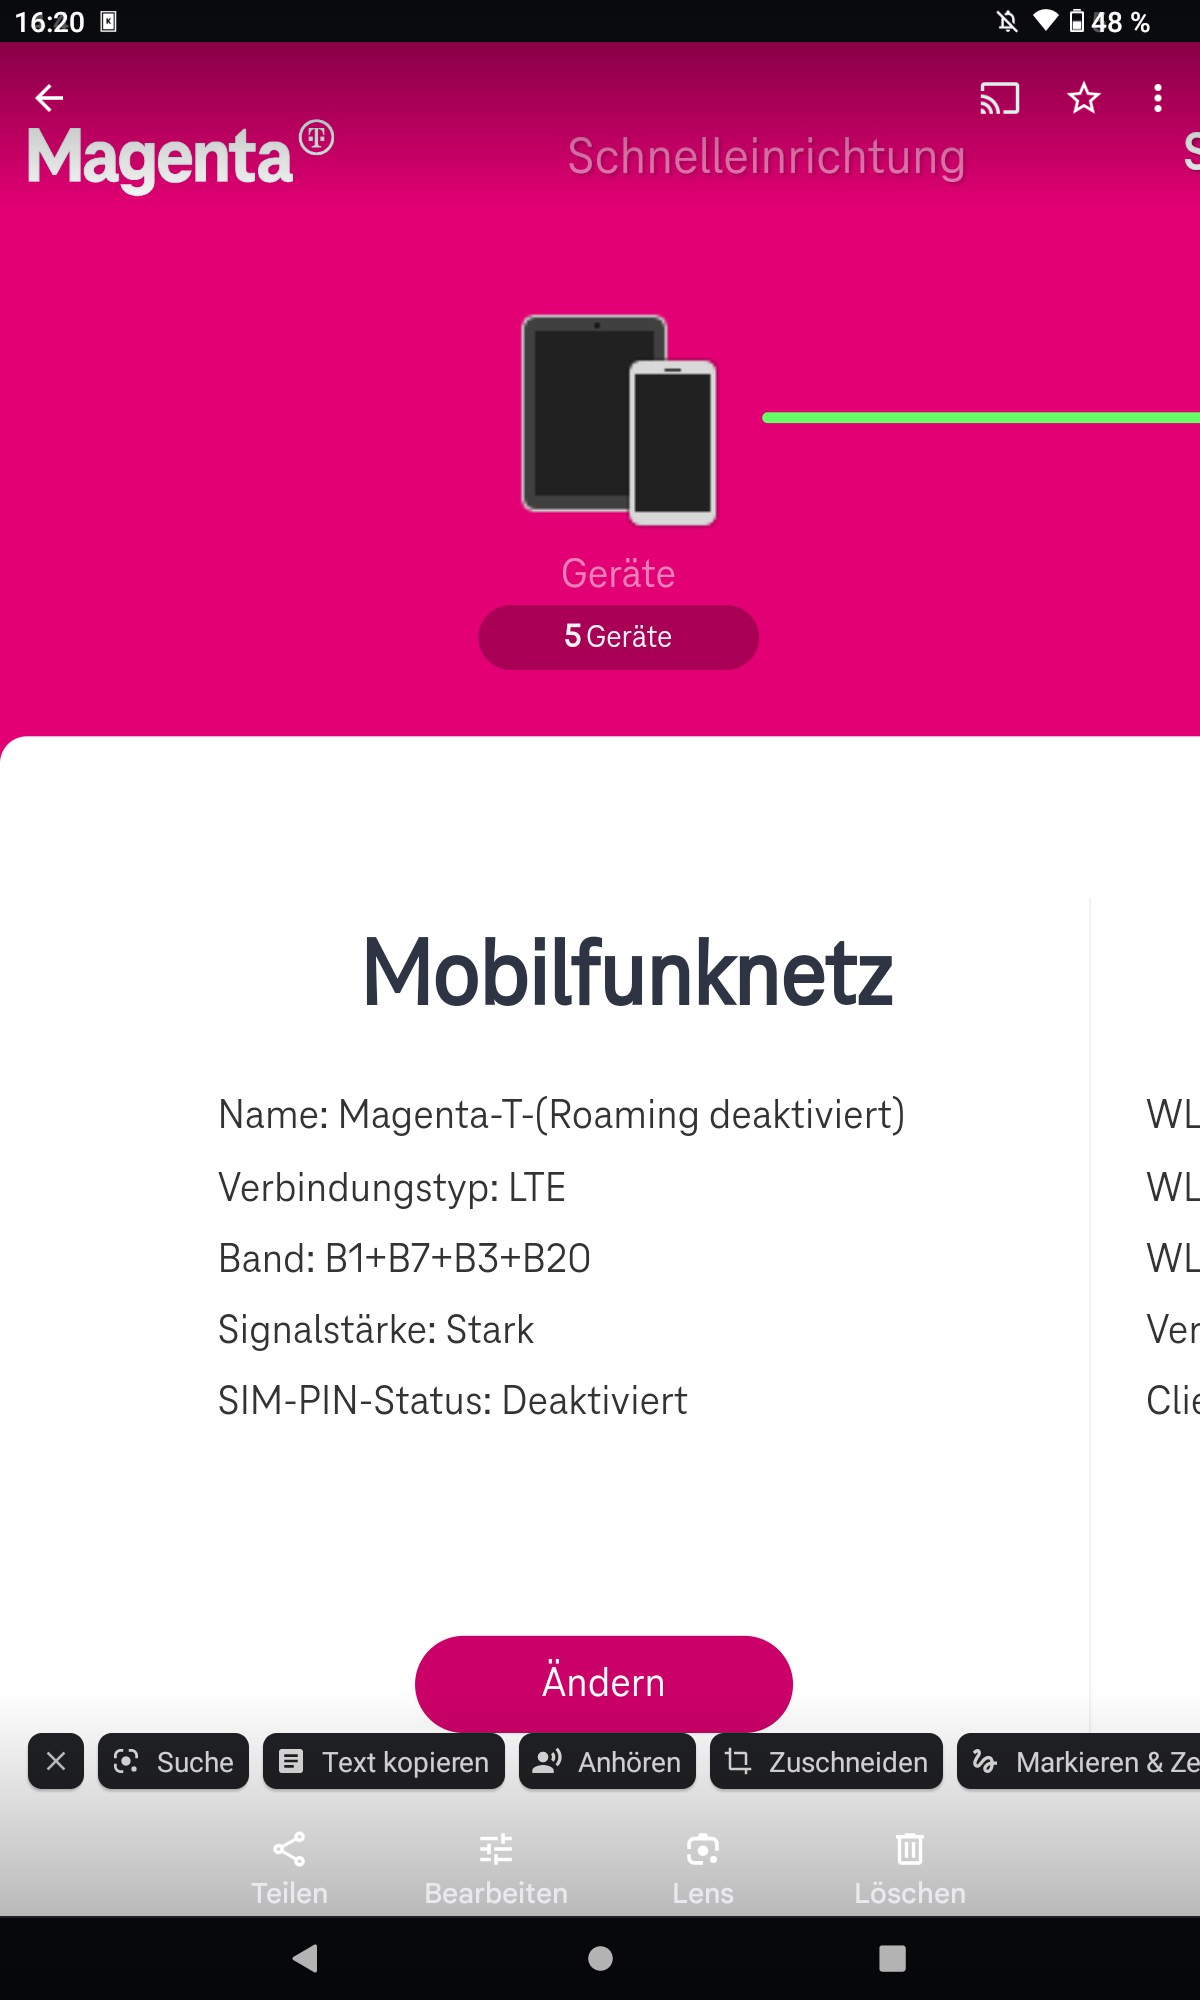 16:20 48 %
Magenta Schnelleinrichtung S
Geräte
5 Geräte
Mobilfunknetz
Name: Magenta-T-(Roaming deaktiviert) WL
Verbindungstyp: LTE WL
Band: B1+B7+B3+B20 WL
Signalstärke: Stark Ver
SIM-PIN-Status: Deaktiviert Clie
Ändern
Suche Text kopieren Anhören Zuschneiden Markieren & Ze
Teilen Bearbeiten Lens Löschen